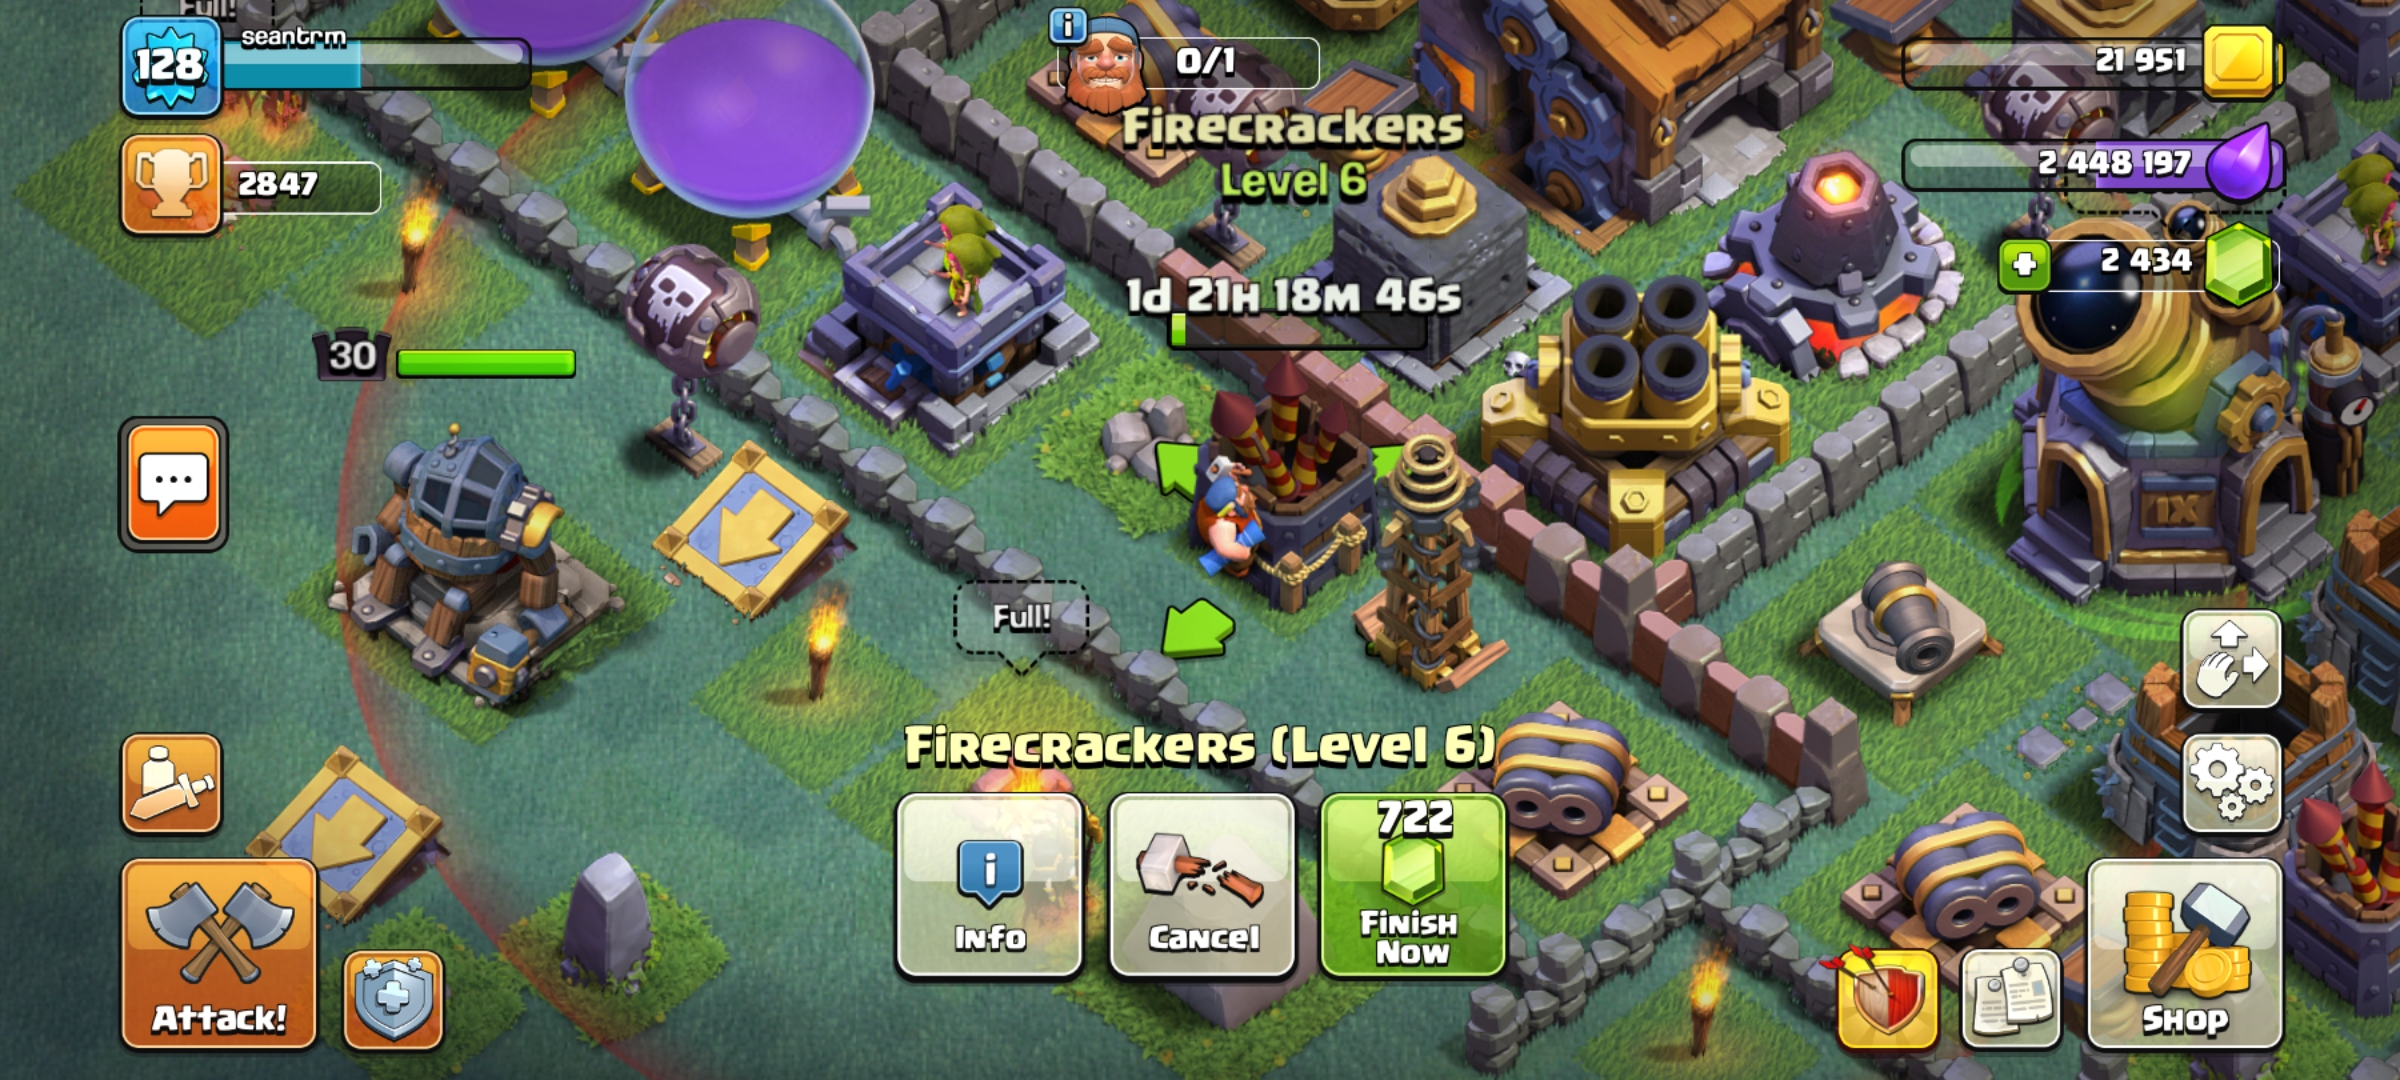 Full!
128
seantrm
0/1
21 951
Firecrackers
Level 6
2 448 197
2847
2 434
1d 21H 18M 46s
30
IX
Full!
Firecrackers (Level 6)
722
Info
Cancel
Finish
Now
Attack!
Shop